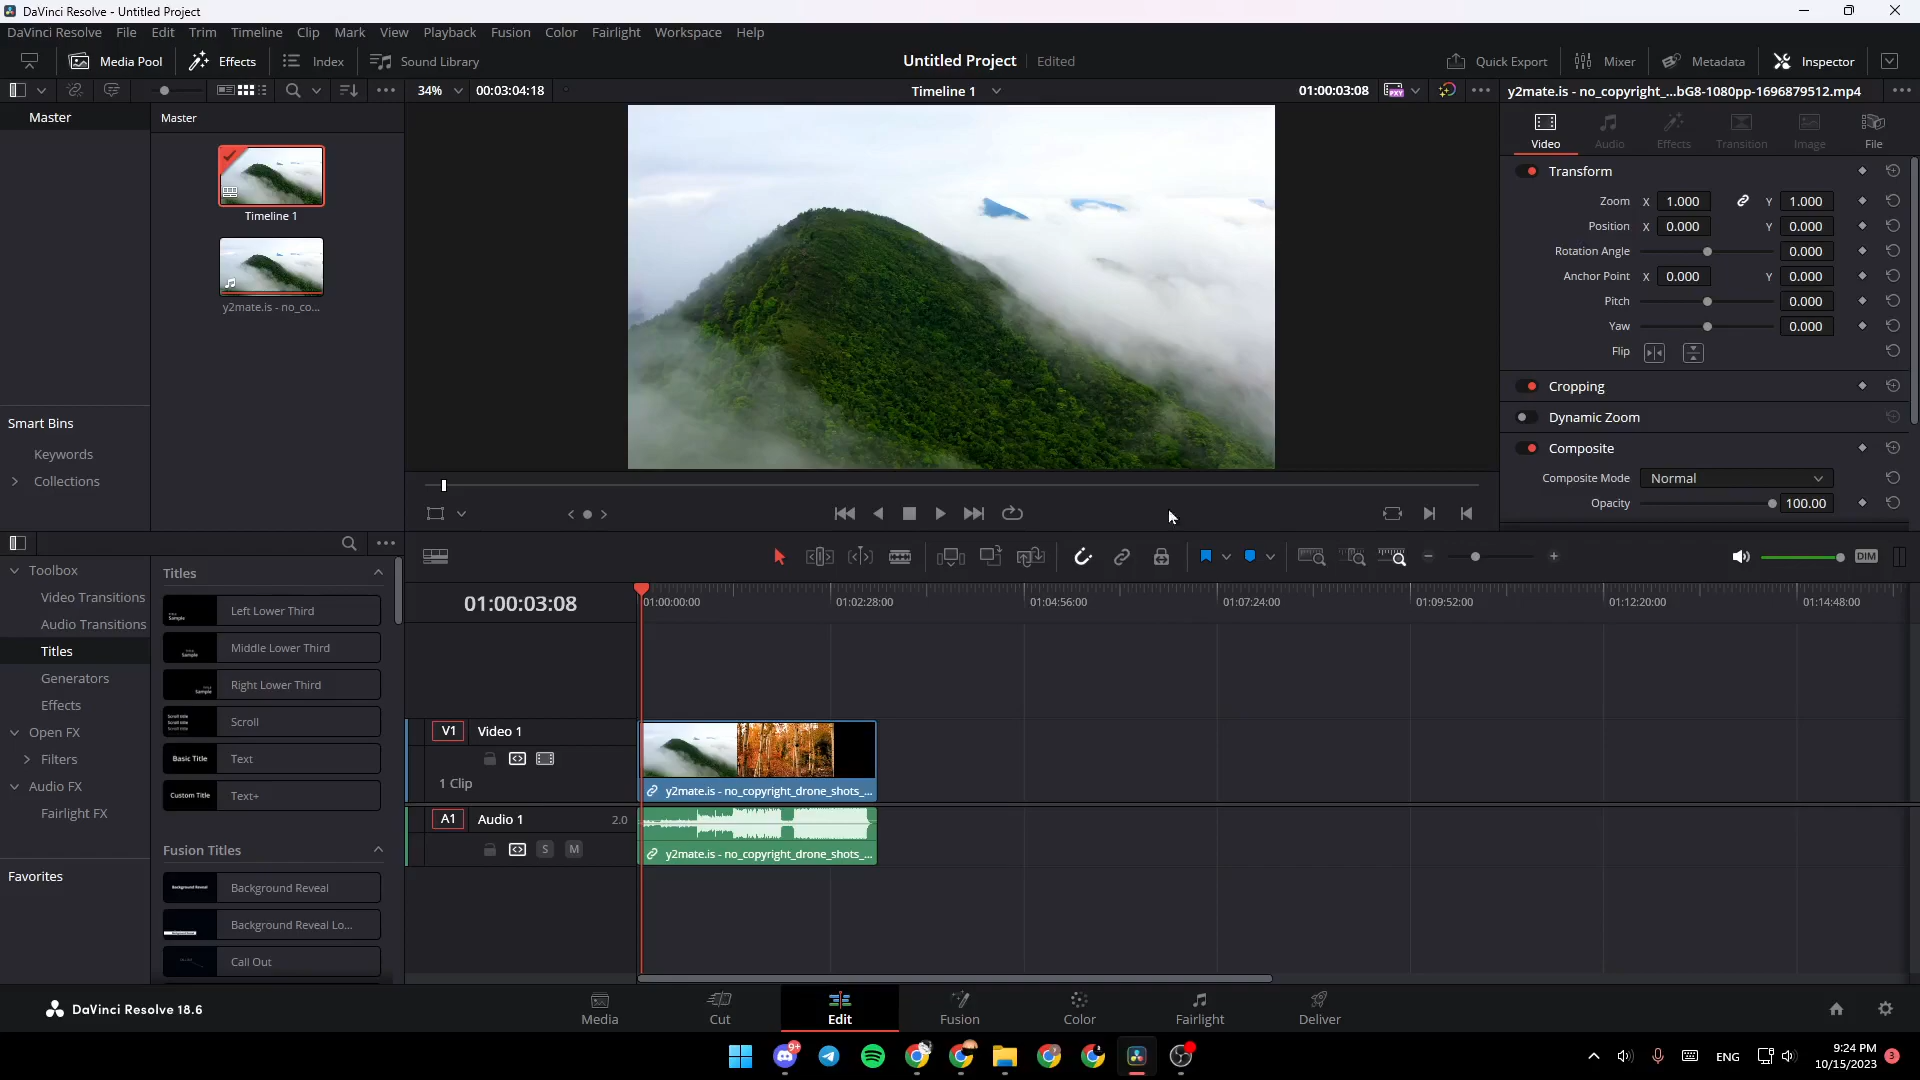 DaVinci Resolve - Untitled Project
DaVinci Resolve File Edit Trim Timeline Clip Mark View Playback Fusion Color Fairlight Workspace Help
Media Pool Effects Index Sound Library Untitled Project Edited Quick Export Mixer Metadata Inspector
34% 00:03:04:18 Timeline 1 01:00:03:08 y2mate.is - no_copyright_...bG8-1080pp-1696879512.mp4
Master Master
Timeline 1
y2mate.is - no_co...
Smart Bins
Keywords
Collections
Video Audio Effects Transition Image File
Transform
Zoom X 1.000 Y 1.000
Position X 0.000 Y 0.000
Rotation Angle 0.000
Anchor Point X 0.000 Y 0.000
Pitch 0.000
Yaw 0.000
Flip
Cropping
Dynamic Zoom
Composite
Composite Mode Normal
Opacity 100.00
Toolbox
Video Transitions
Audio Transitions
Titles
Generators
Effects
Open FX
Filters
Audio FX
Fairlight FX
Favorites
Titles
Left Lower Third
Middle Lower Third
Right Lower Third
Scroll
Basic Title Text
Custom Title Text+
Fusion Titles
Background Reveal Background Reveal
Background Reveal Lo...
Call Out
DIM
01:00:03:08 01:00:00:00 01:02:28:00 01:04:56:00 01:07:24:00 01:09:52:00 01:12:20:00 01:14:48:00
V1 Video 1
1 Clip
y2mate.is - no_copyright_drone_shots_...
A1 Audio 1 2.0
S M
y2mate.is - no_copyright_drone_shots_...
DaVinci Resolve 18.6
Media Cut Edit Fusion Color Fairlight Deliver
9+
ENG
9:24 PM
10/15/2023
3